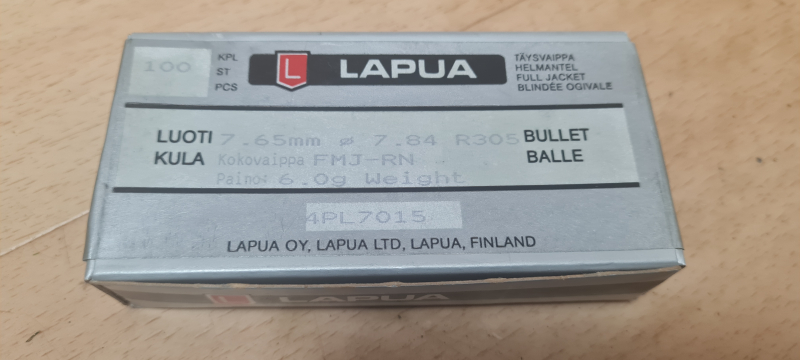 100
KPL
ST
PCS
L LAPUA
TÄYSVAIPPA
HELMANTEL
FULL JACKET
BLINDÉE OGIVALE
LUOTI 7.65mm ø 7.84 R305 BULLET
KULA Kokovaippa FMJ-RN BALLE
Paino: 6.0g Weight
4PL7015
LAPUA OY, LAPUA LTD, LAPUA, FINLAND
L LAPUA